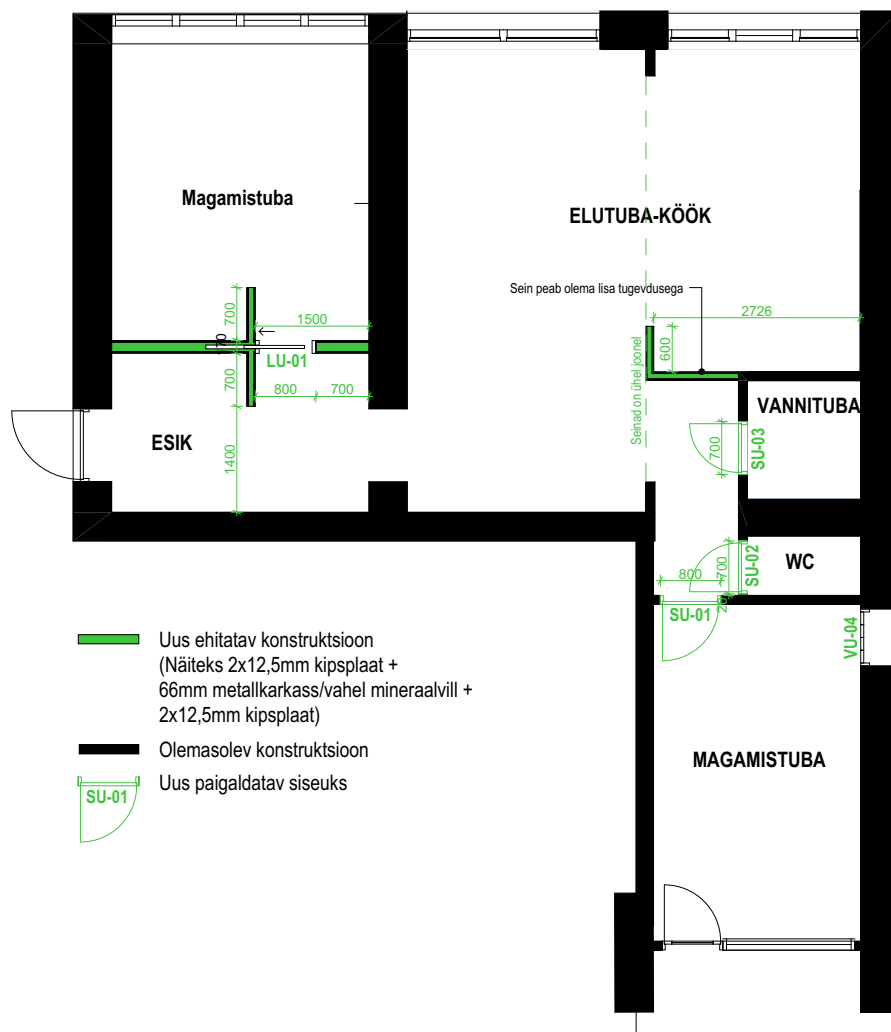 Magamistuba
ELUTUBA-KÖÖK
Sein peab olema lisa tugevdusega
2726
700
1500
170
LU-01
600
700
800
700
Seinad on ühel joonel
VANNITUBA
SU-03
700
ESIK
1400
WC
SU-02
700
800
SU-01
VU-04
Uus ehitatav konstruktsioon
(Näiteks 2x12,5mm kipsplaat +
66mm metallkarkass/vahel mineraalvill +
2x12,5mm kipsplaat)
Olemasolev konstruktsioon
Uus paigaldatav siseuks
SU-01
MAGAMISTUBA